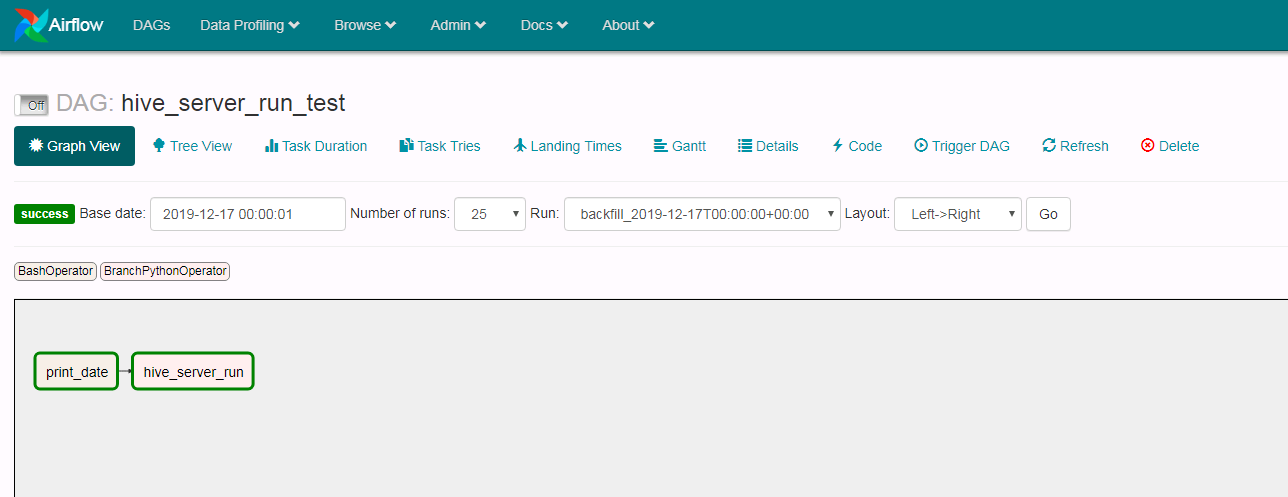 Airflow DAGs Data Profiling Browse Admin Docs About
Off DAG: hive_server_run_test
Graph View Tree View Task Duration Task Tries Landing Times Gantt Details Code Trigger DAG Refresh Delete
success Base date: 2019-12-17 00:00:01 Number of runs: 25 Run: backfill_2019-12-17T00:00:00+00:00 Layout: Left->Right Go
BashOperator BranchPythonOperator
print_date hive_server_run